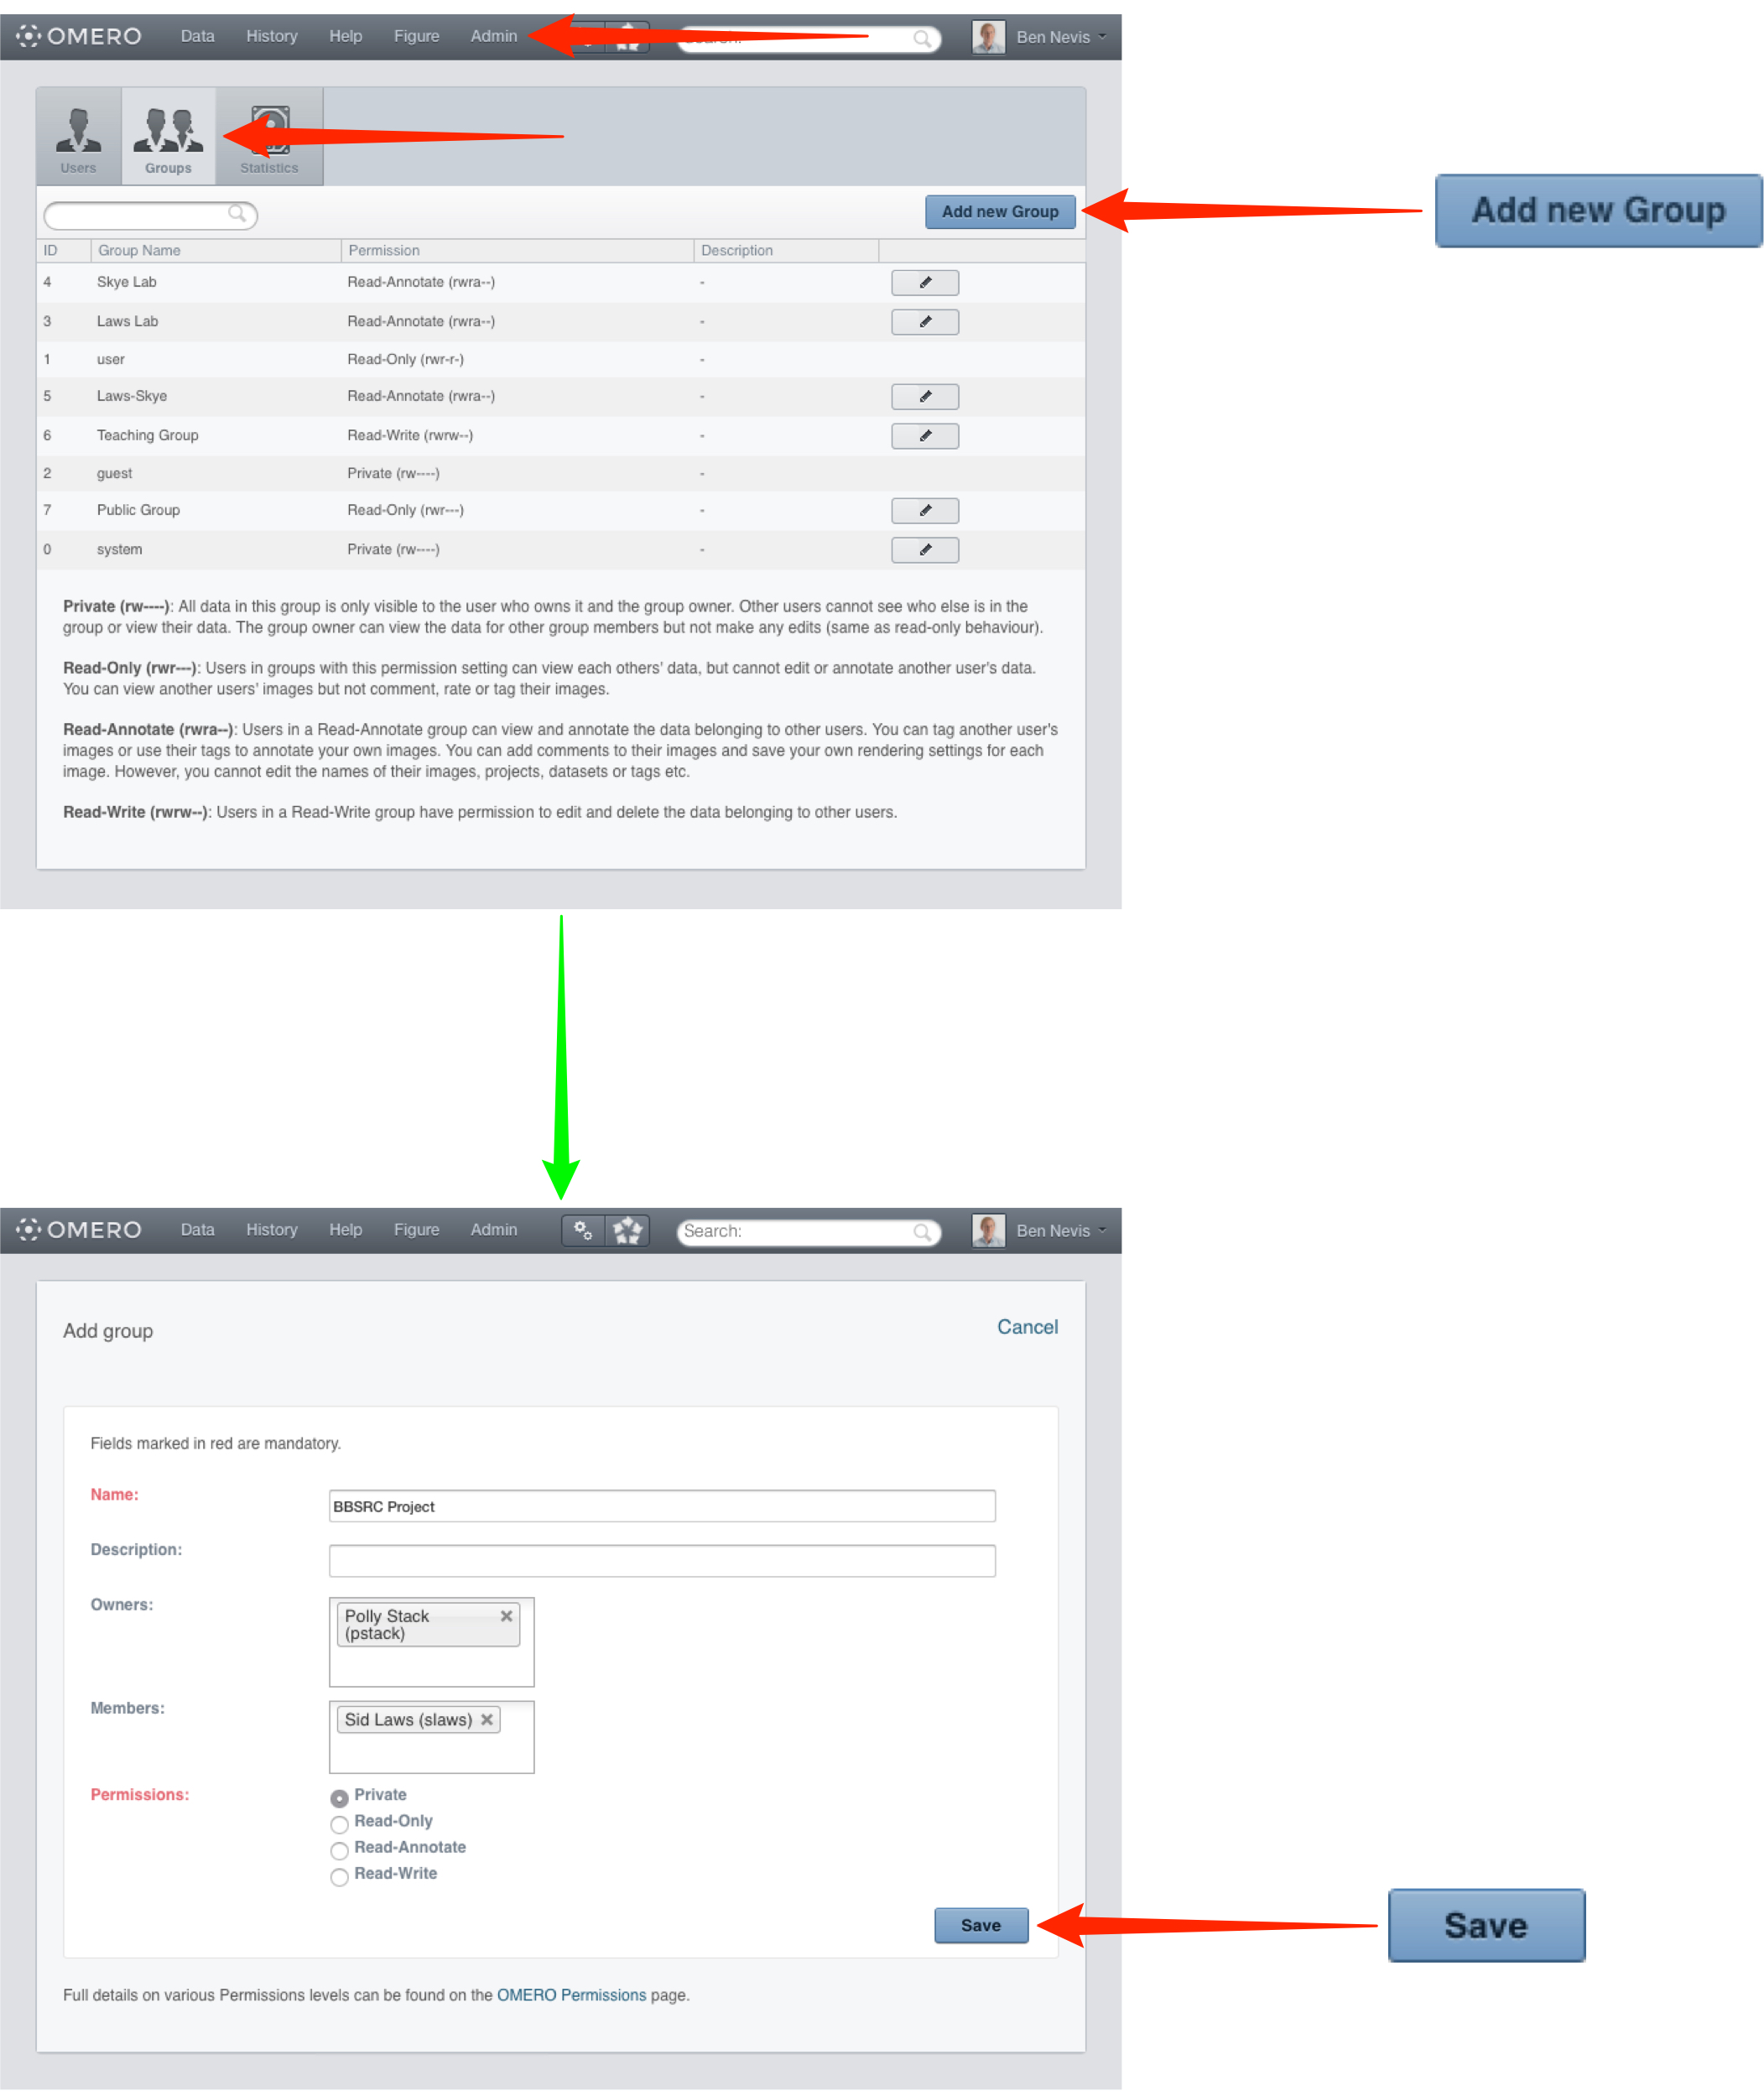 OMERO Data History Help Figure Admin Ben Nevis
Users Groups Statistics
Add new Group
Add new Group
ID Group Name Permission Description
4 Skye Lab Read-Annotate (rwra--) -
3 Laws Lab Read-Annotate (rwra--) -
1 user Read-Only (rwr-r-) -
5 Laws-Skye Read-Annotate (rwra--) -
6 Teaching Group Read-Write (rwrw--) -
2 guest Private (rw----) -
7 Public Group Read-Only (rwr---) -
0 system Private (rw----) -
Private (rw----): All data in this group is only visible to the user who owns it and the group owner. Other users cannot see who else is in the
group or view their data. The group owner can view the data for other group members but not make any edits (same as read-only behaviour).
Read-Only (rwr---): Users in groups with this permission setting can view each others' data, but cannot edit or annotate another user's data.
You can view another users' images but not comment, rate or tag their images.
Read-Annotate (rwra--): Users in a Read-Annotate group can view and annotate the data belonging to other users. You can tag another user's
images or use their tags to annotate your own images. You can add comments to their images and save your own rendering settings for each
image. However, you cannot edit the names of their images, projects, datasets or tags etc.
Read-Write (rwrw--): Users in a Read-Write group have permission to edit and delete the data belonging to other users.
OMERO Data History Help Figure Admin Search: Ben Nevis
Add group Cancel
Fields marked in red are mandatory.
Name: BBSRC Project
Description:
Owners: Polly Stack
(pstack)
Members: Sid Laws (slaws)
Permissions: Private
Read-Only
Read-Annotate
Read-Write
Save
Save
Full details on various Permissions levels can be found on the OMERO Permissions page.